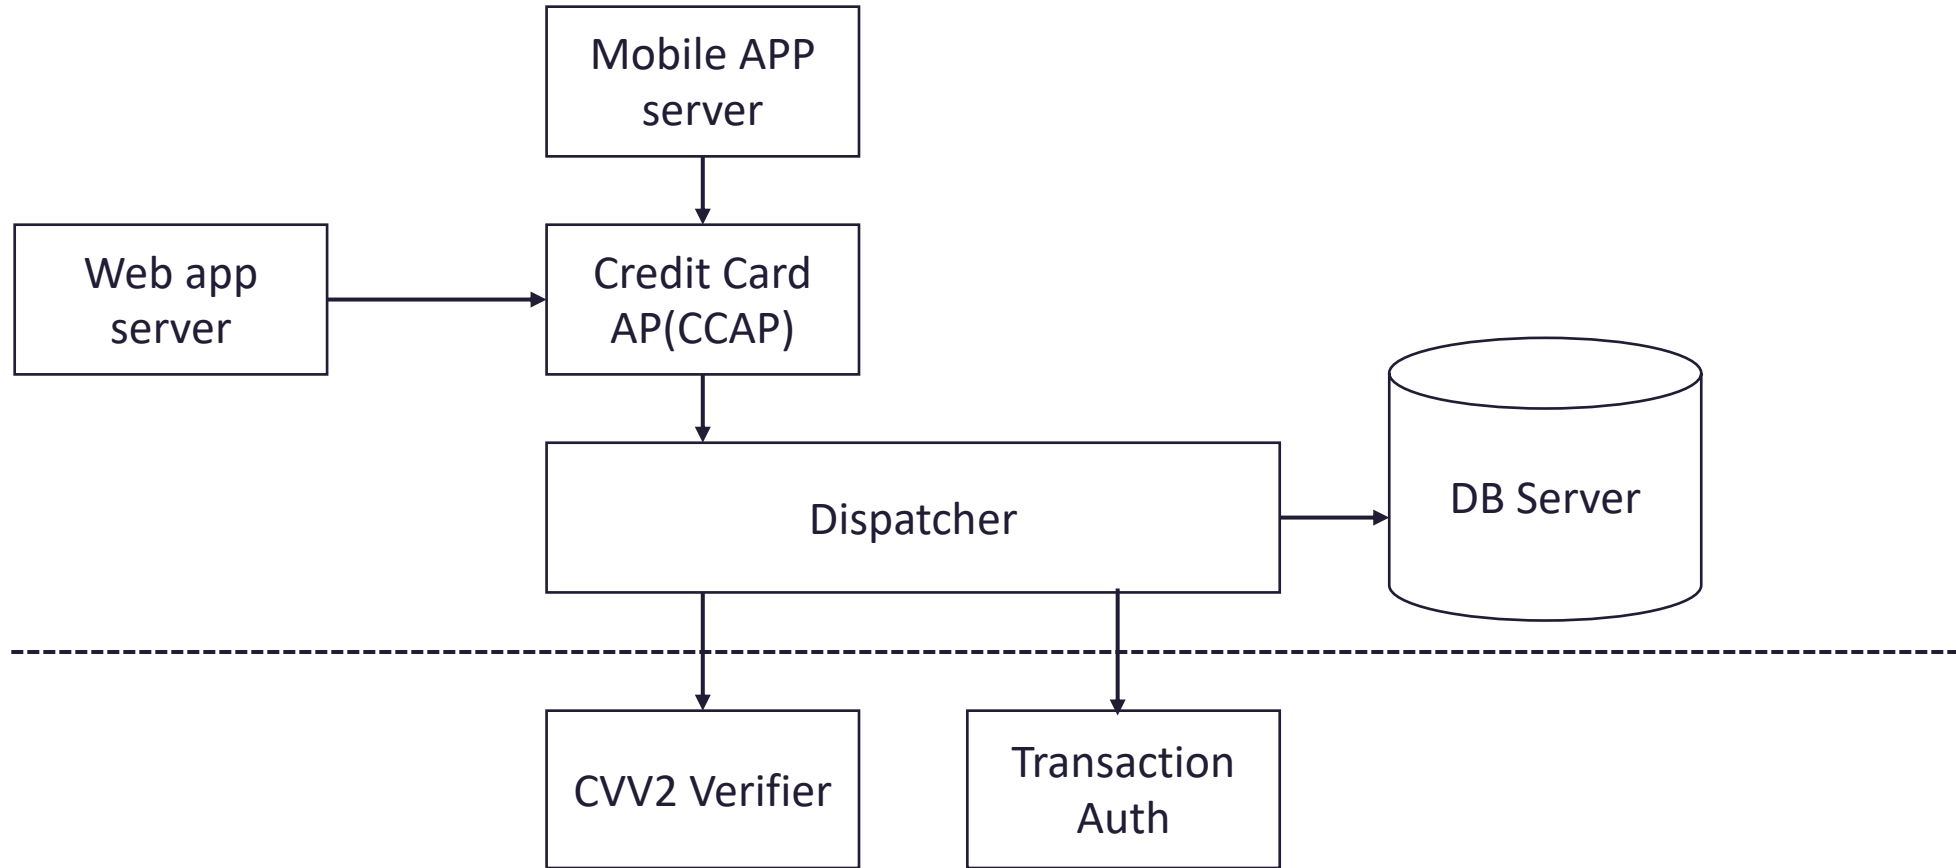 Mobile APP
server
Web app
server
Credit Card
AP(CCAP)
Dispatcher
DB Server
CVV2 Verifier
Transaction
Auth